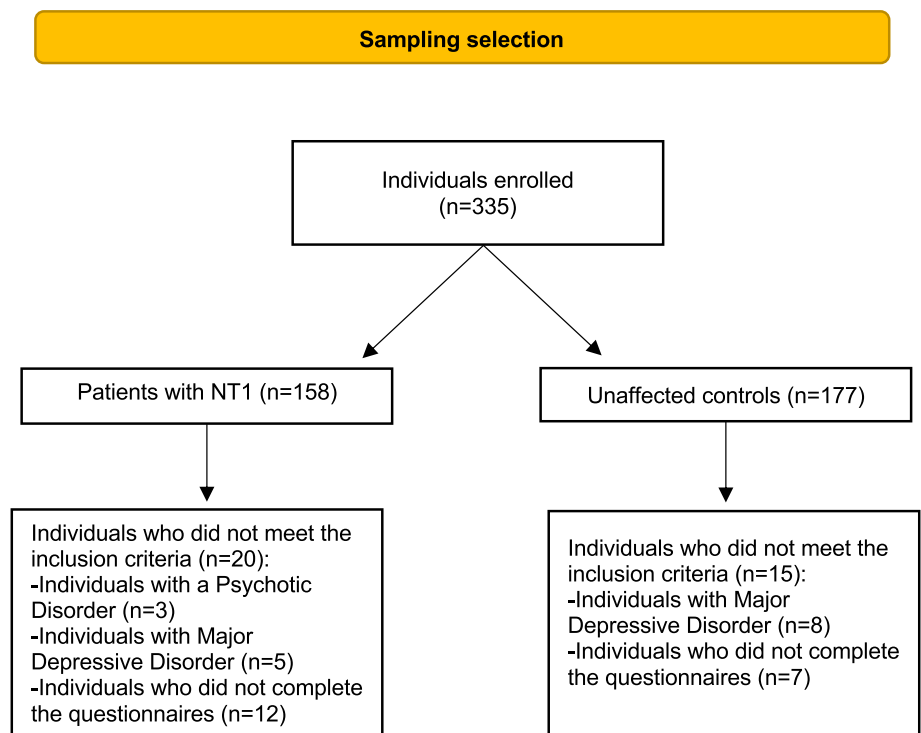 Sampling selection
Individuals enrolled
(n=335)
Patients with NT1 (n=158)
Unaffected controls (n=177)
Individuals who did not meet the
inclusion criteria (n=20):
-Individuals with a Psychotic
Disorder (n=3)
-Individuals with Major
Depressive Disorder (n=5)
-Individuals who did not complete
the questionnaires (n=12)
Individuals who did not meet the
inclusion criteria (n=15):
-Individuals with Major
Depressive Disorder (n=8)
-Individuals who did not complete
the questionnaires (n=7)